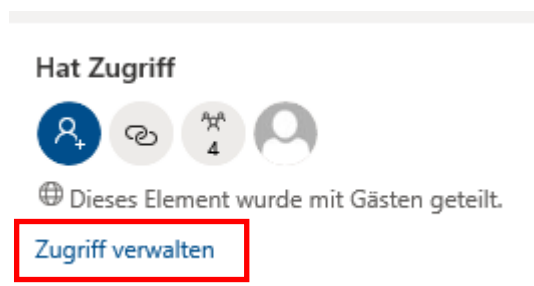 Hat Zugriff
4
Dieses Element wurde mit Gästen geteilt.
Zugriff verwalten